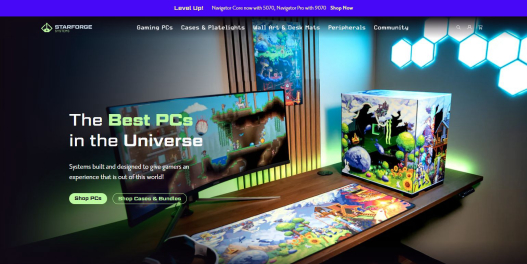 Level Up! Navigator Core now with 5070, Navigator Pro with 9070 Shop Now
STARFORGE
SYSTEMS
Gaming PCs Cases & Platelights Wall Art & Desk Mats Peripherals Community
The Best PCs
in the Universe
Systems built and designed to give gamers an
experience that is out of this world!
Shop PCs Shop Cases & Bundles